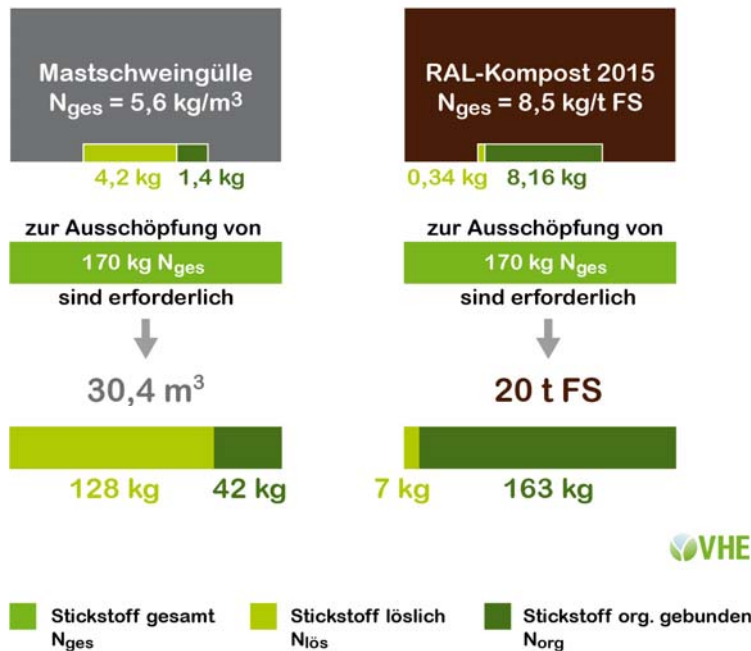 Mastschweingülle
Nges = 5,6 kg/m³
4,2 kg 1,4 kg
zur Ausschöpfung von
170 kg Nges
sind erforderlich
30,4 m³
128 kg 42 kg
RAL-Kompost 2015
Nges = 8,5 kg/t FS
0,34 kg 8,16 kg
zur Ausschöpfung von
170 kg Nges
sind erforderlich
20 t FS
7 kg 163 kg
VHE
Stickstoff gesamt
Nges
Stickstoff löslich
Nlös
Stickstoff org. gebunden
Norg